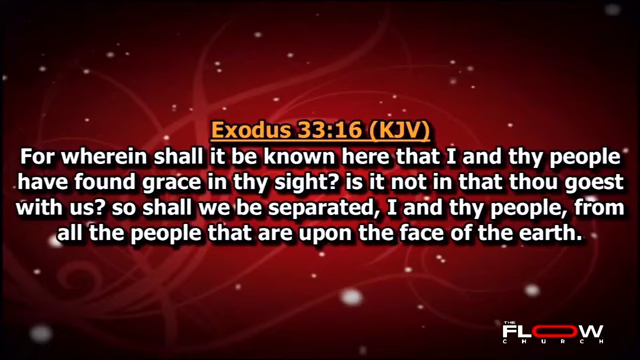 Exodus 33:16 (KJV)
For wherein shall it be known here that I and thy people
have found grace in thy sight? is it not in that thou goest
with us? so shall we be separated, I and thy people, from
all the people that are upon the face of the earth.
THE
FLOW
CHURCH